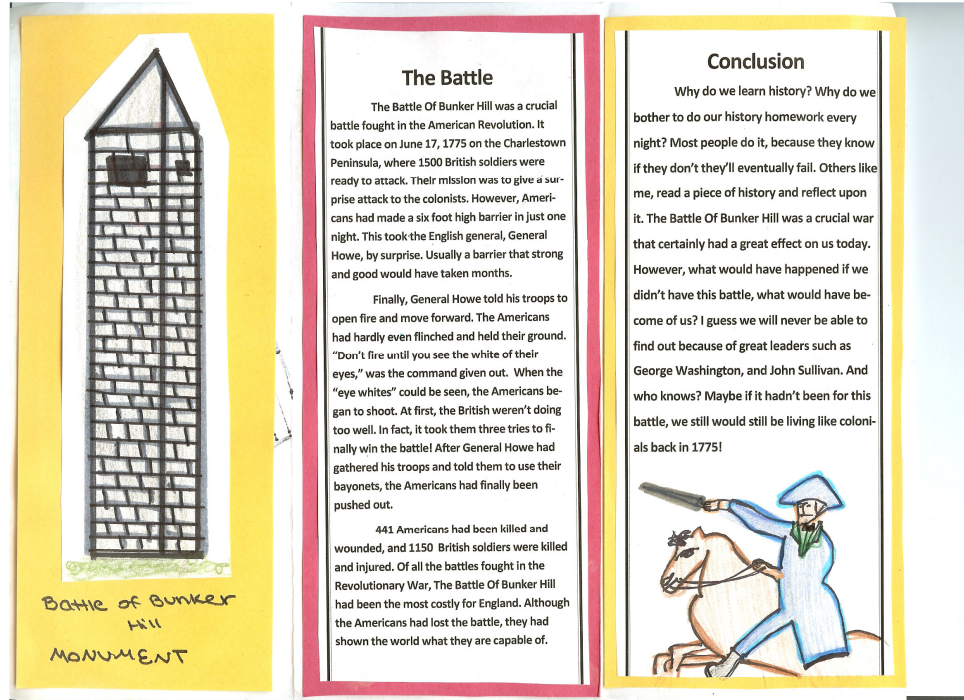 Battle of Bunker
Hill
MONUMENT
The Battle
The Battle Of Bunker Hill was a crucial
battle fought in the American Revolution. It
took place on June 17, 1775 on the Charlestown
Peninsula, where 1500 British soldiers were
ready to attack. Their mission was to give a sur-
prise attack to the colonists. However, Ameri-
cans had made a six foot high barrier in just one
night. This took the English general, General
Howe, by surprise. Usually a barrier that strong
and good would have taken months.
Finally, General Howe told his troops to
open fire and move forward. The Americans
had hardly even flinched and held their ground.
“Don’t fire until you see the white of their
eyes,” was the command given out. When the
“eye whites” could be seen, the Americans be-
gan to shoot. At first, the British weren’t doing
too well. In fact, it took them three tries to fi-
nally win the battle! After General Howe had
gathered his troops and told them to use their
bayonets, the Americans had finally been
pushed out.
441 Americans had been killed and
wounded, and 1150 British soldiers were killed
and injured. Of all the battles fought in the
Revolutionary War, The Battle Of Bunker Hill
had been the most costly for England. Although
the Americans had lost the battle, they had
shown the world what they are capable of.
Conclusion
Why do we learn history? Why do we
bother to do our history homework every
night? Most people do it, because they know
if they don’t they’ll eventually fail. Others like
me, read a piece of history and reflect upon
it. The Battle Of Bunker Hill was a crucial war
that certainly had a great effect on us today.
However, what would have happened if we
didn’t have this battle, what would have be-
come of us? I guess we will never be able to
find out because of great leaders such as
George Washington, and John Sullivan. And
who knows? Maybe if it hadn’t been for this
battle, we still would still be living like coloni-
als back in 1775!